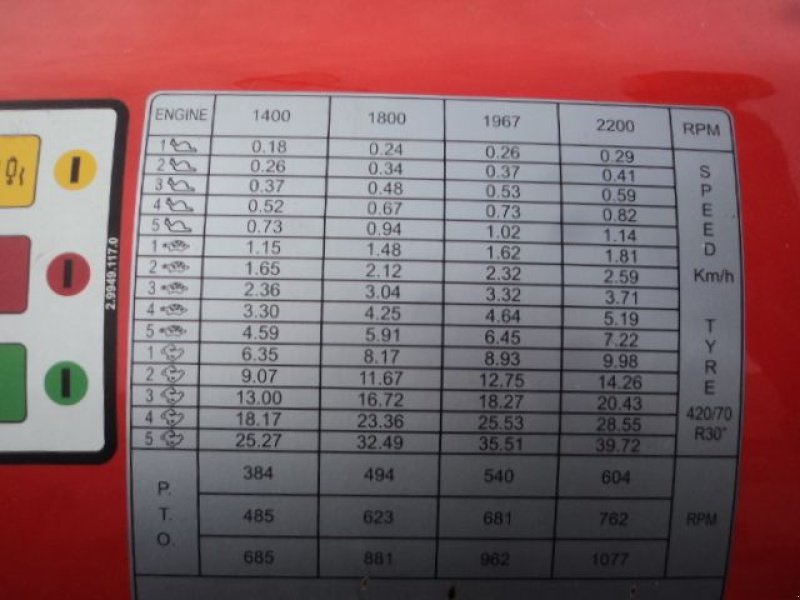 ENGINE 1400 1800 1967 2200 RPM
1 0.18 0.24 0.26 0.29
2 0.26 0.34 0.37 0.41
3 0.37 0.48 0.53 0.59
4 0.52 0.67 0.73 0.82
5 0.73 0.94 1.02 1.14
1 1.15 1.48 1.62 1.81
2 1.65 2.12 2.32 2.59
3 2.36 3.04 3.32 3.71
4 3.30 4.25 4.64 5.19
5 4.59 5.91 6.45 7.22
1 6.35 8.17 8.93 9.98
2 9.07 11.67 12.75 14.26
3 13.00 16.72 18.27 20.43
4 18.17 23.36 25.53 28.55
5 25.27 32.49 35.51 39.72
SPEED
Km/h
TYRE
420/70
R30"
P.T.O.
384 494 540 604
485 623 681 762
685 881 962 1077
RPM
2.9949.117.0